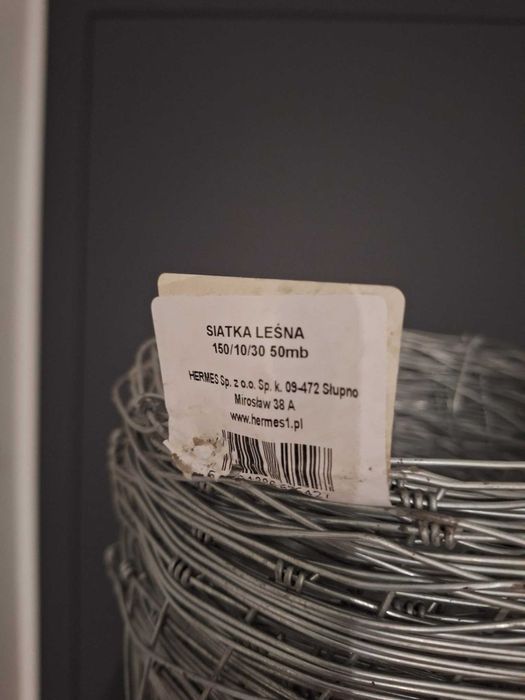 SIATKA LEŚNA
150/10/30 50mb
HERMES Sp. z o.o. Sp. k. 09-472 Słupno
Mirosław 38 A
www.hermes1.pl